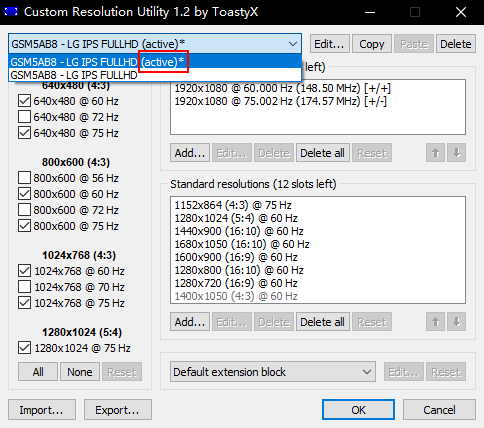 Custom Resolution Utility 1.2 by ToastyX
GSM5AB8 - LG IPS FULLHD (active)*
Edit...
Copy
Paste
Delete
GSM5AB8 - LG IPS FULLHD (active)*
GSM5AB8 - LG IPS FULLHD
left)
640x480 (4:3)
640x480 @ 60 Hz
640x480 @ 72 Hz
640x480 @ 75 Hz
800x600 (4:3)
800x600 @ 56 Hz
800x600 @ 60 Hz
800x600 @ 72 Hz
800x600 @ 75 Hz
1024x768 (4:3)
1024x768 @ 60 Hz
1024x768 @ 70 Hz
1024x768 @ 75 Hz
1280x1024 (5:4)
1280x1024 @ 75 Hz
All
None
Reset
1920x1080 @ 60.000 Hz (148.50 MHz) [+/+]
1920x1080 @ 75.002 Hz (174.57 MHz) [+/-]
Add...
Edit...
Delete
Delete all
Reset
Standard resolutions (12 slots left)
1152x864 (4:3) @ 75 Hz
1280x1024 (5:4) @ 60 Hz
1440x900 (16:10) @ 60 Hz
1680x1050 (16:10) @ 60 Hz
1600x900 (16:9) @ 60 Hz
1280x800 (16:10) @ 60 Hz
1280x720 (16:9) @ 60 Hz
1400x1050 (4:3) @ 60 Hz
Add...
Edit...
Delete
Delete all
Reset
Default extension block
Edit...
Reset
Import...
Export...
OK
Cancel